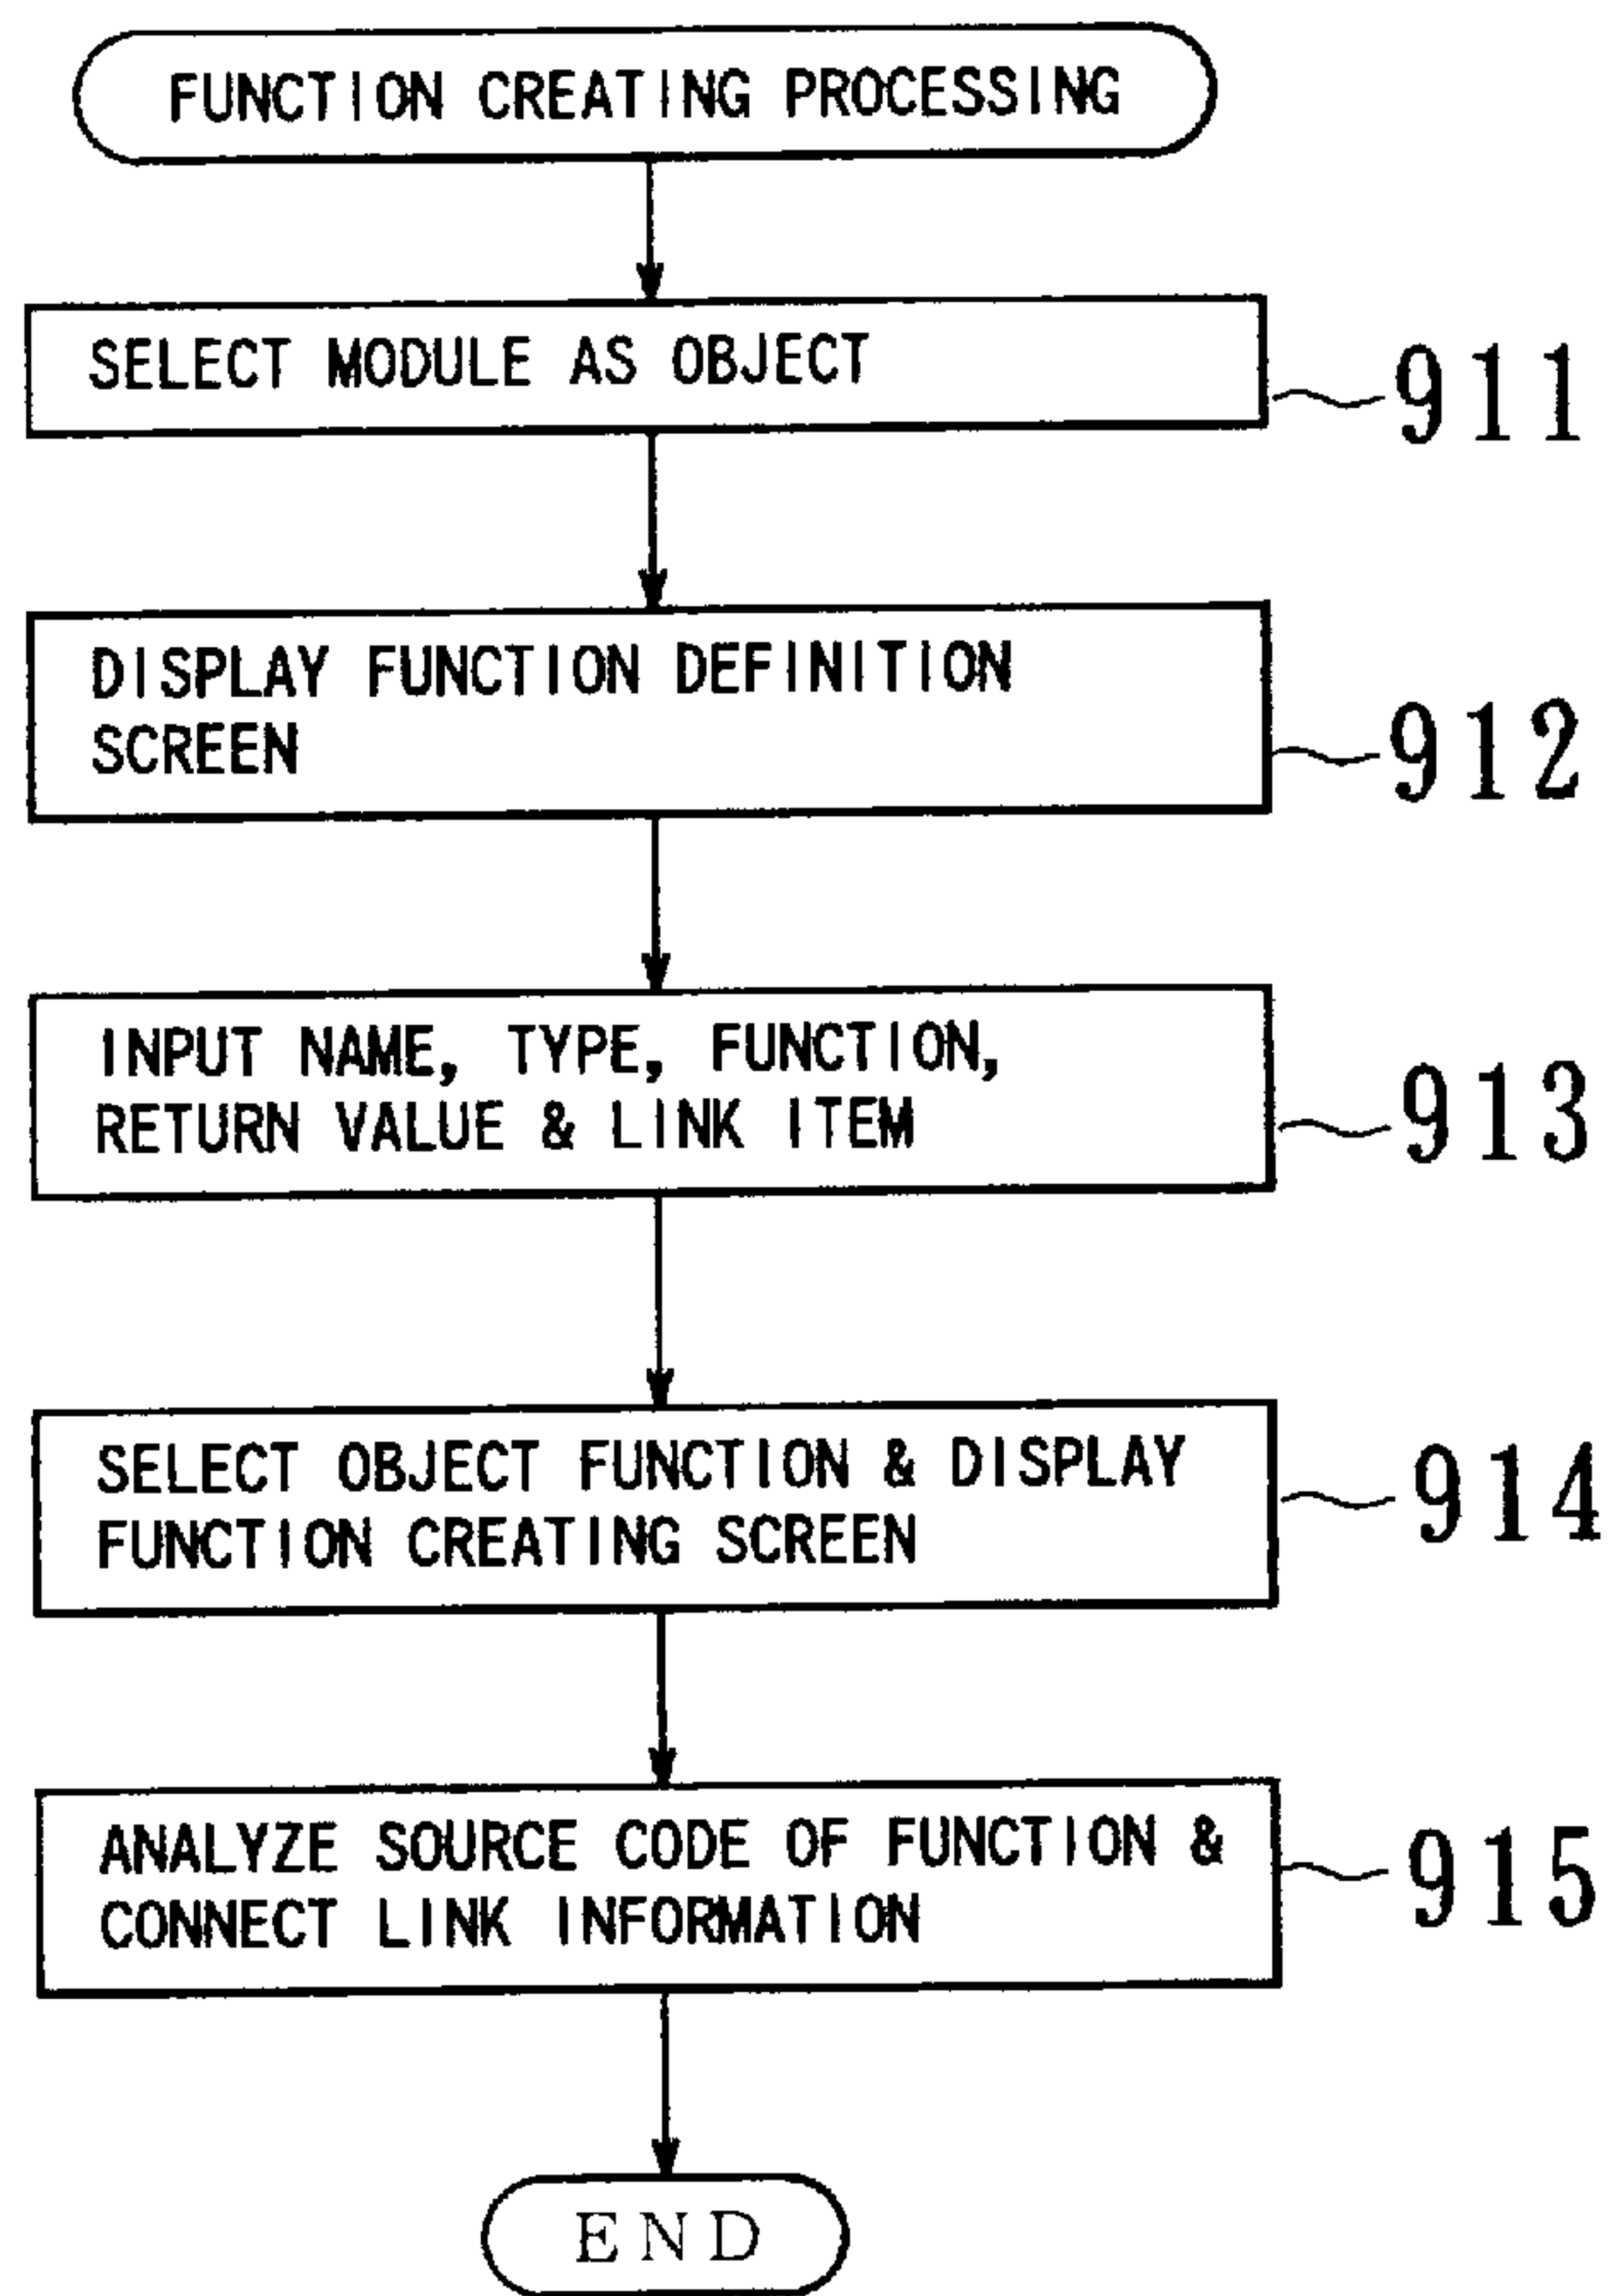 FUNCTION CREATING PROCESSING
SELECT MODULE AS OBJECT
911
DISPLAY FUNCTION DEFINITION
SCREEN
912
INPUT NAME, TYPE, FUNCTION,
RETURN VALUE & LINK ITEM
913
SELECT OBJECT FUNCTION & DISPLAY
FUNCTION CREATING SCREEN
914
ANALYZE SOURCE CODE OF FUNCTION &
CONNECT LINK INFORMATION
915
END